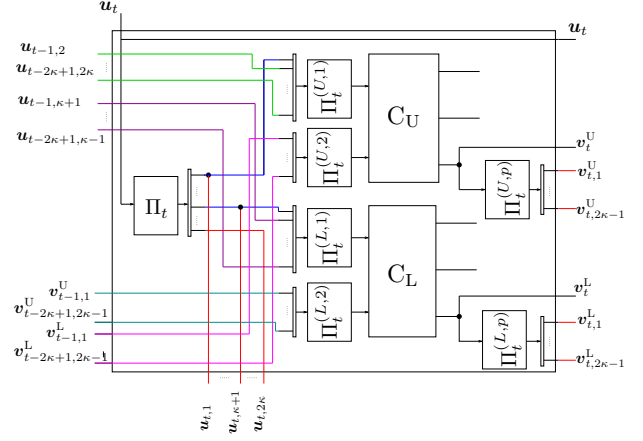 u_t
u_t
u_{t-1,2}
u_{t-2κ+1,2κ}
u_{t-1,κ+1}
u_{t-2κ+1,κ-1}
Π_t
Π_t^{(U,1)}
Π_t^{(U,2)}
C_U
v_t^U
Π_t^{(U,p)}
v_{t,1}^U
v_{t,2κ-1}^U
Π_t^{(L,1)}
Π_t^{(L,2)}
C_L
v_{t-1,1}^U
v_{t-2κ+1,2κ-1}^U
v_{t-1,1}^L
v_{t-2κ+1,2κ-1}^L
v_t^L
Π_t^{(L,p)}
v_{t,1}^L
v_{t,2κ-1}^L
u_{t,1}
u_{t,κ+1}
u_{t,2κ}